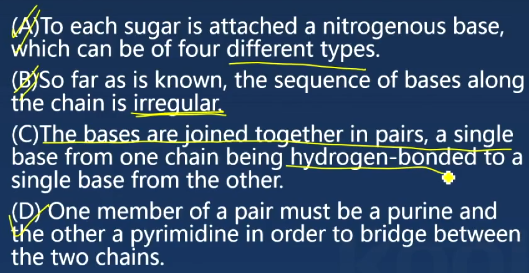 (A)To each sugar is attached a nitrogenous base,
which can be of four different types.
(B)So far as is known, the sequence of bases along
the chain is irregular.
(C)The bases are joined together in pairs, a single
base from one chain being hydrogen-bonded to a
single base from the other.
(D) One member of a pair must be a purine and
the other a pyrimidine in order to bridge between
the two chains.